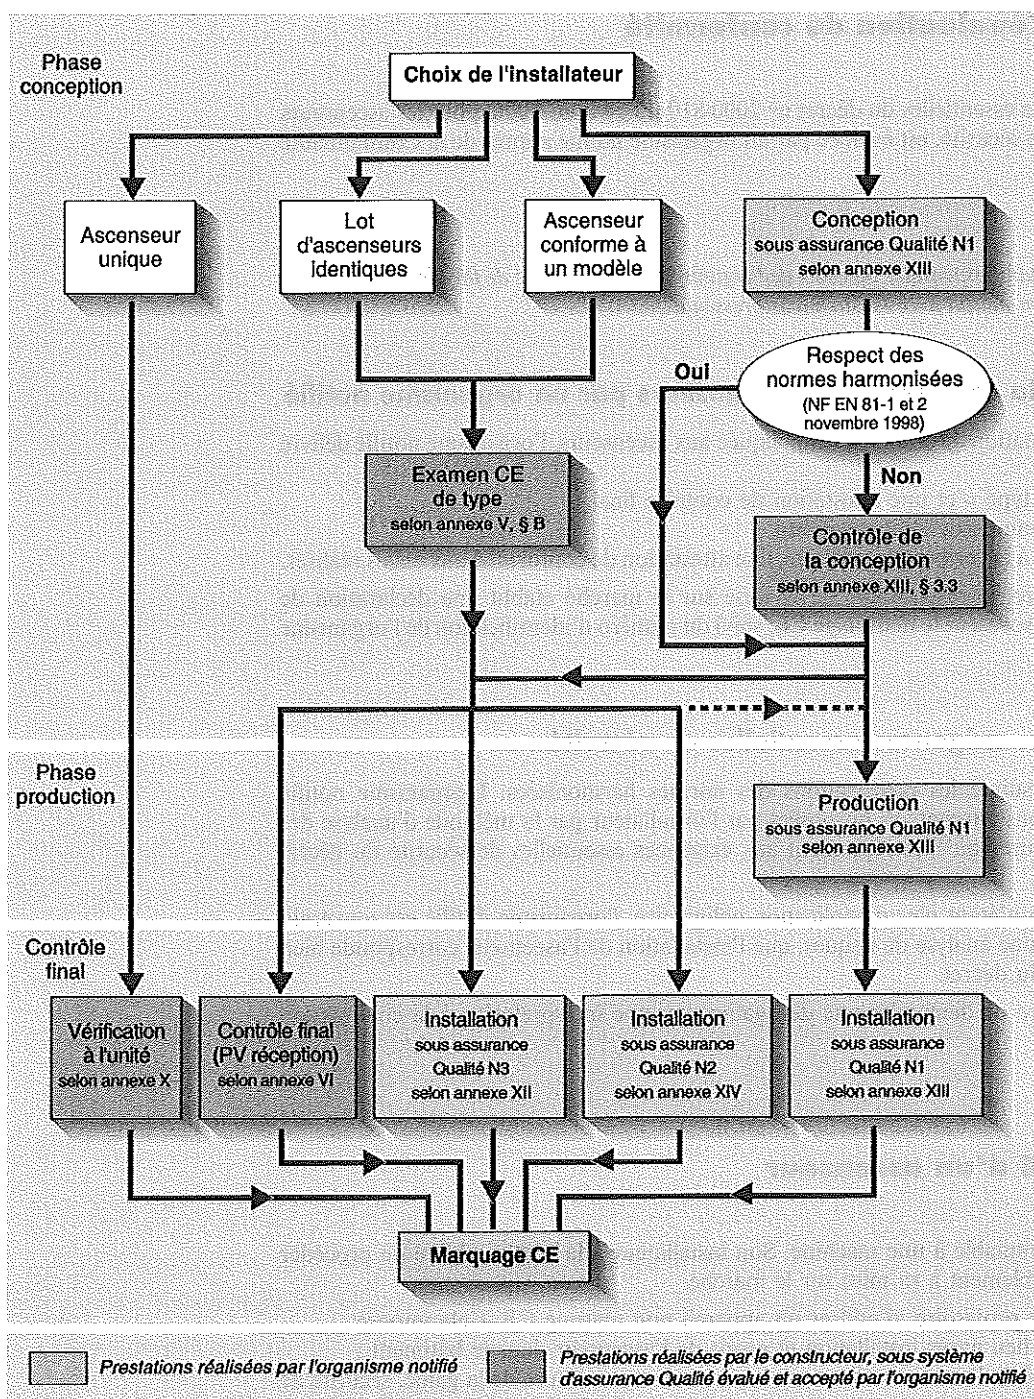 Phase
conception
Choix de l'installateur
Ascenseur
unique
Lot
d'ascenseurs
identiques
Ascenseur
conforme à
un modèle
Conception
sous assurance Qualité N1
selon annexe XIII
Oui
Respect des
normes harmonisées
(NF EN 81-1 et 2
novembre 1998)
Non
Examen CE
de type
selon annexe V, § B
Contrôle de
la conception
selon annexe XIII, § 3.3
Phase
production
Production
sous assurance Qualité N1
selon annexe XIII
Contrôle
final
Vérification
à l'unité
selon annexe X
Contrôle final
(PV réception)
selon annexe VI
Installation
sous assurance
Qualité N3
selon annexe XII
Installation
sous assurance
Qualité N2
selon annexe XIV
Installation
sous assurance
Qualité N1
selon annexe XIII
Marquage CE
Prestations réalisées par l'organisme notifié
Prestations réalisées par le constructeur, sous système
d'assurance Qualité évalué et accepté par l'organisme notifié